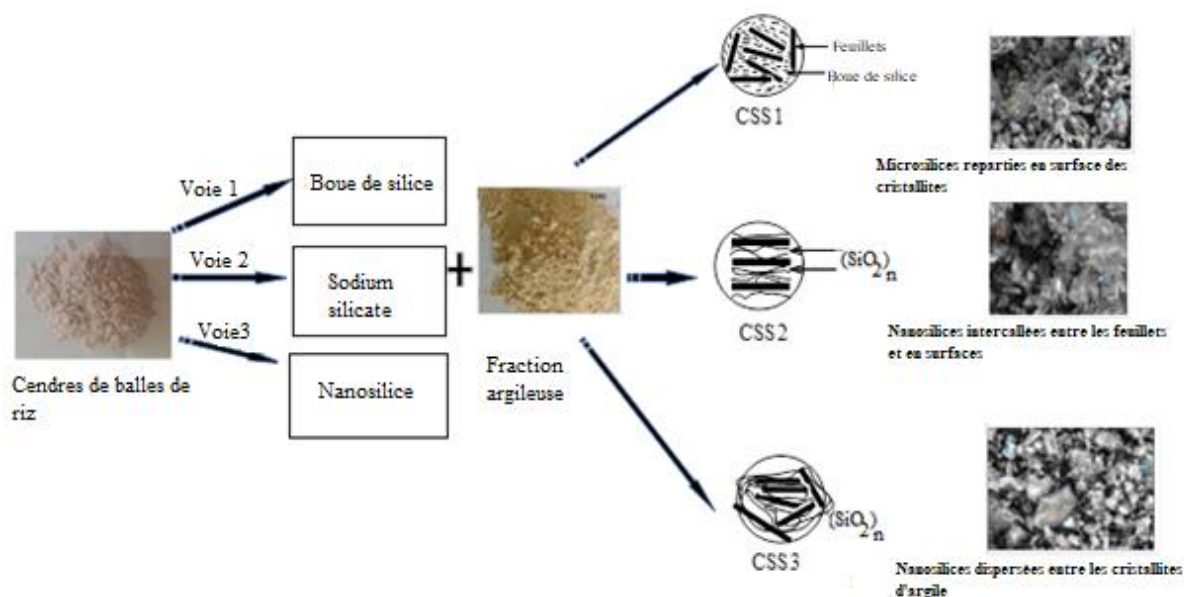 Voie 1
Voie 2
Voie3
Cendres de balles de
riz
Boue de silice
Sodium
silicate
Nanosilice
+
Fraction
argileuse
Feuillets
Boue de silice
CSS1
Microsilices reparties en surface des
cristallites
(SiO2)n
CSS2
Nanosilices intercallées entre les feuillets
et en surfaces
(SiO2)n
CSS3
Nanosilices dispersées entre les cristallites
d'argile